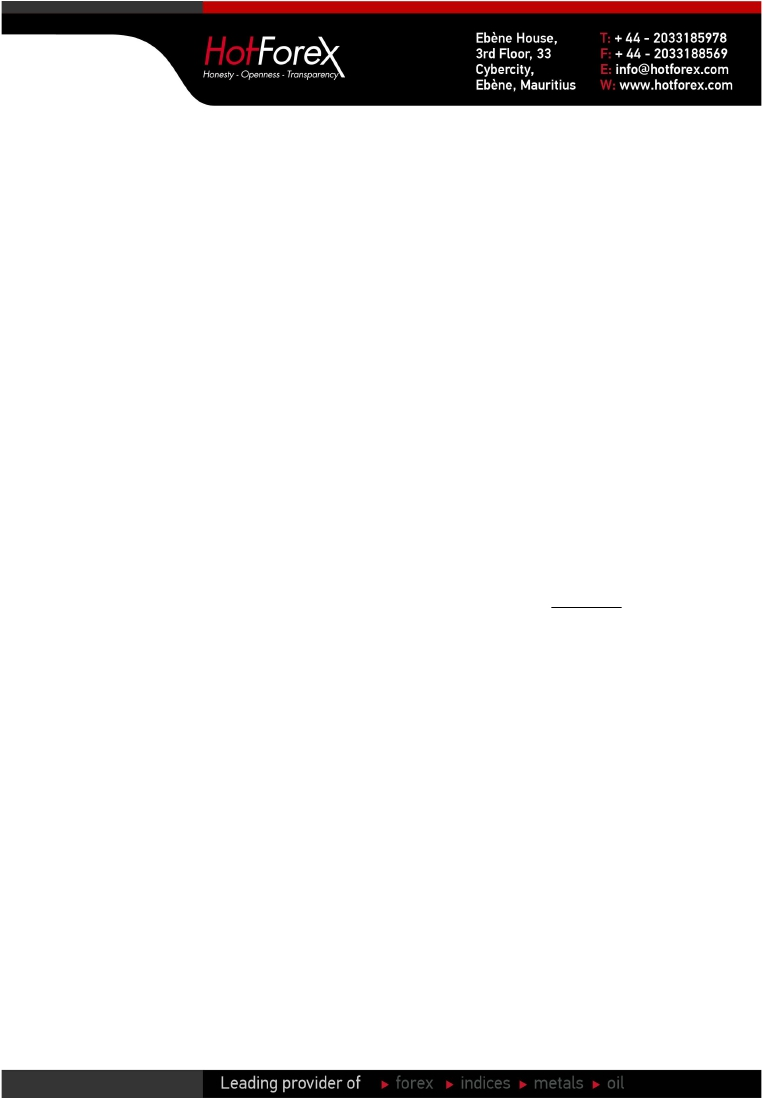 HotForex
Honesty - Openness - Transparency
Ebène House,
3rd Floor, 33
Cybercity,
Ebène, Mauritius
T: + 44 - 2033185978
F: + 44 - 2033188569
E: info@hotforex.com
W: www.hotforex.com
Leading provider of forex indices metals oil